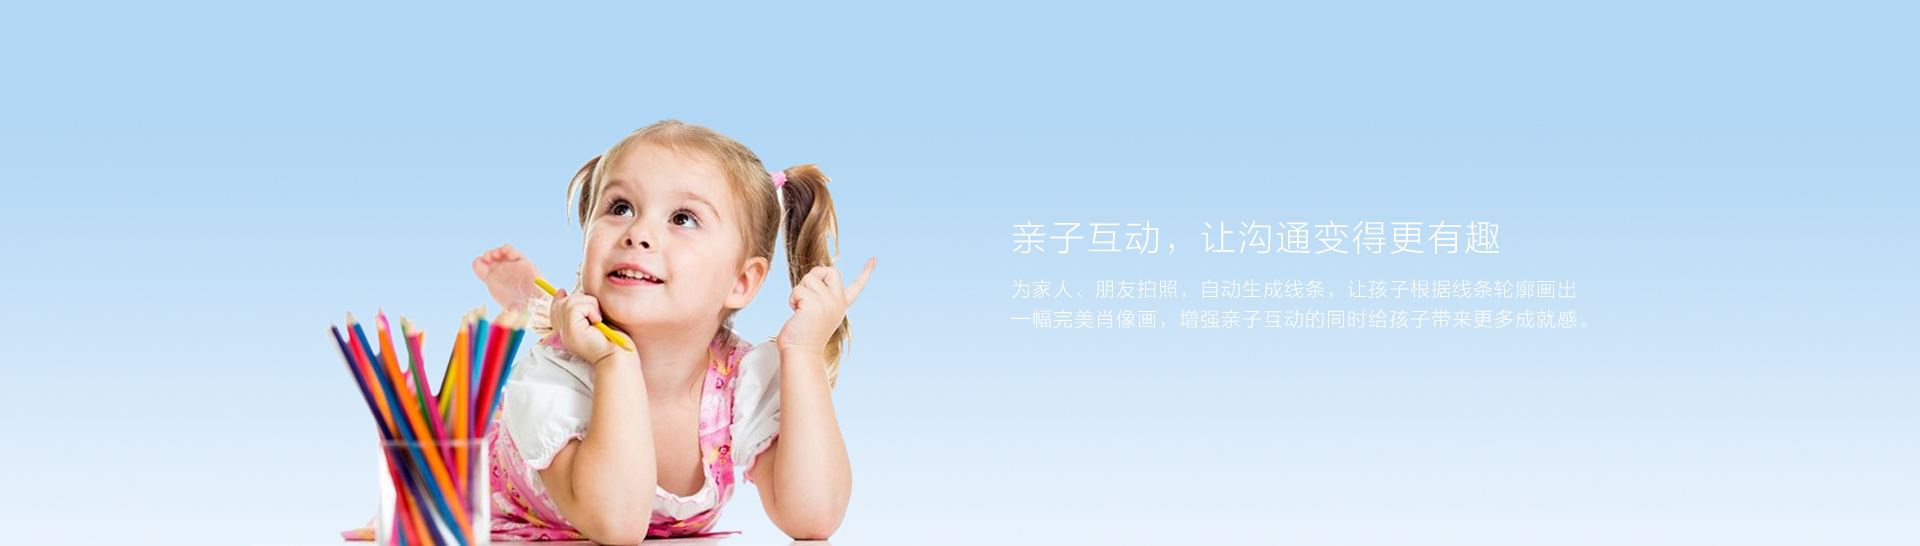 亲子互动，让沟通变得更有趣
为家人、朋友拍照，自动生成线条，让孩子根据线条轮廓画出
一幅完美肖像画，增强亲子互动的同时给孩子带来更多成就感。